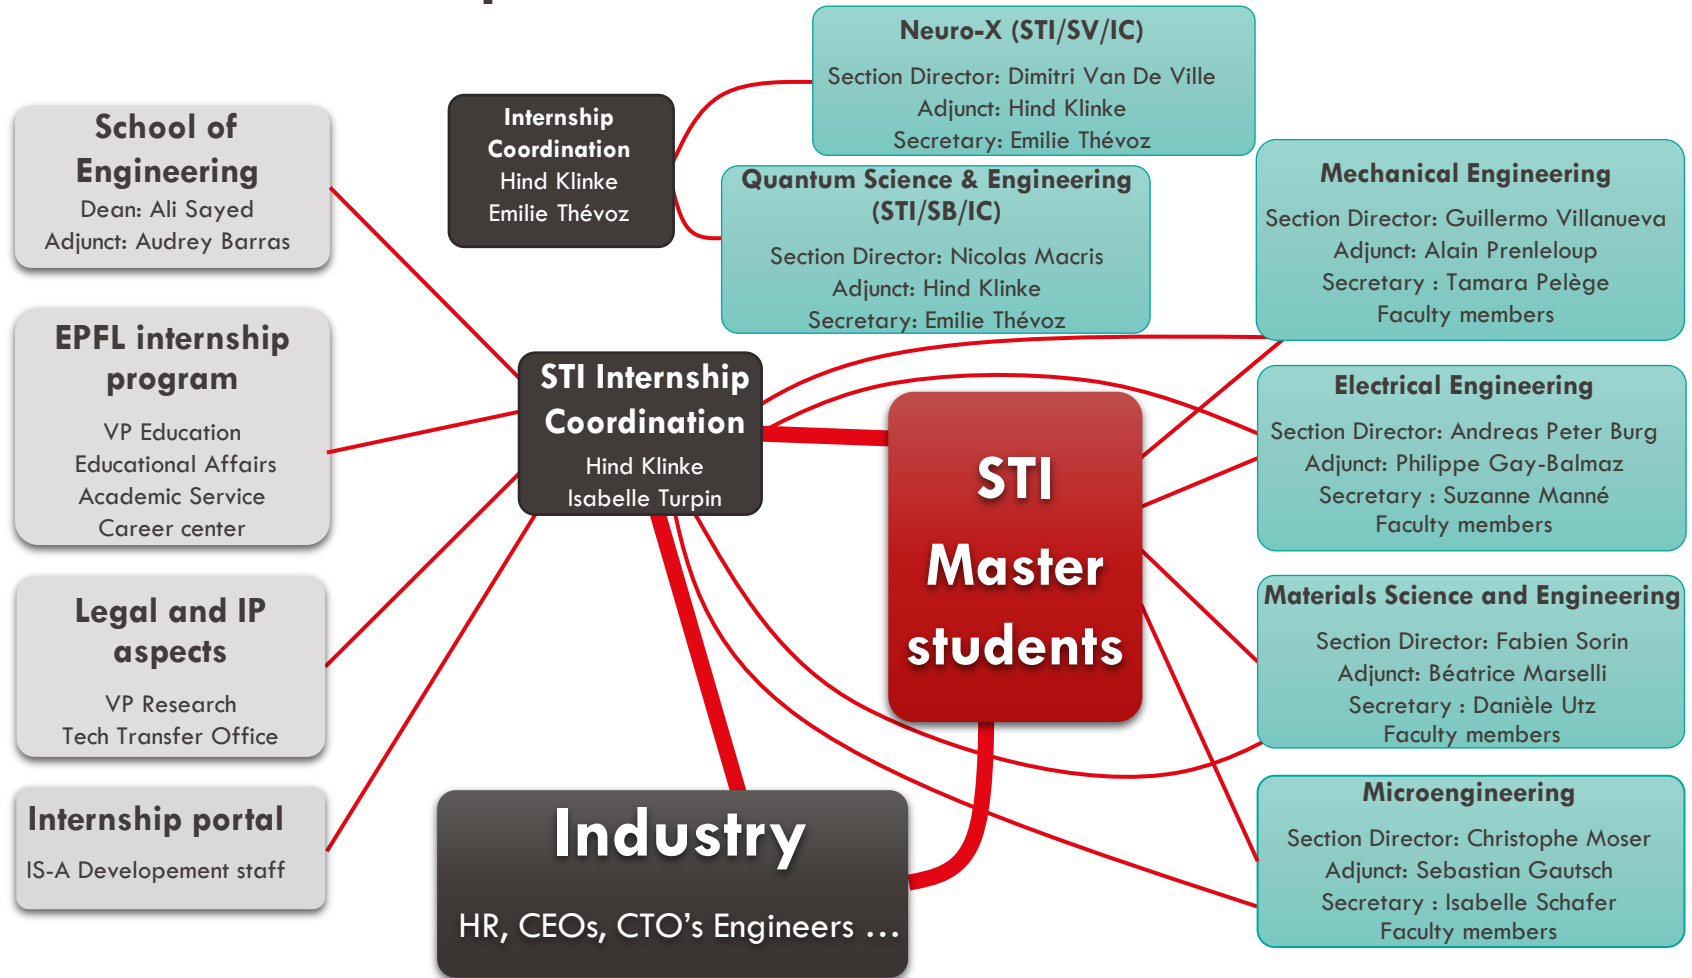 Neuro-X (STI/SV/IC)
Section Director: Dimitri Van De Ville
Adjunct: Hind Klinke
Secretary: Emilie Thévoz
Internship
Coordination
Hind Klinke
Emilie Thévoz
School of
Engineering
Dean: Ali Sayed
Adjunct: Audrey Barras
Quantum Science & Engineering
(STI/SB/IC)
Section Director: Nicolas Macris
Adjunct: Hind Klinke
Secretary: Emilie Thévoz
Mechanical Engineering
Section Director: Guillermo Villanueva
Adjunct: Alain Prenleloup
Secretary : Tamara Pelège
Faculty members
EPFL internship
program
VP Education
Educational Affairs
Academic Service
Career center
STI Internship
Coordination
Hind Klinke
Isabelle Turpin
STI
Master
students
Electrical Engineering
Section Director: Andreas Peter Burg
Adjunct: Philippe Gay-Balmaz
Secretary : Suzanne Manné
Faculty members
Legal and IP
aspects
VP Research
Tech Transfer Office
Materials Science and Engineering
Section Director: Fabien Sorin
Adjunct: Béatrice Marselli
Secretary : Danièle Utz
Faculty members
Internship portal
IS-A Developement staff
Industry
HR, CEOs, CTO's Engineers …
Microengineering
Section Director: Christophe Moser
Adjunct: Sebastian Gautsch
Secretary : Isabelle Schafer
Faculty members